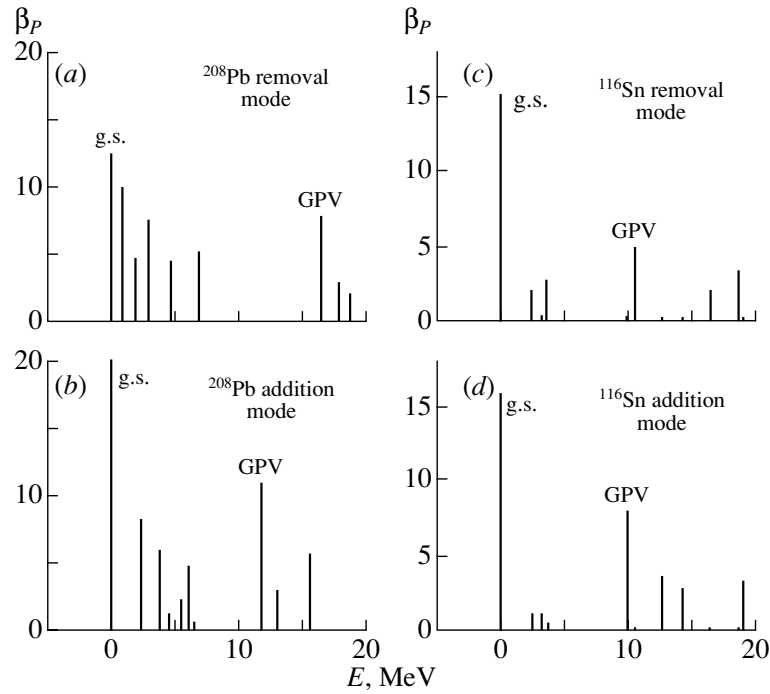 β_P
20
(a)
²⁰⁸Pb removal
mode
g.s.
10
GPV
0
β_P
(c)
¹¹⁶Sn removal
mode
15
g.s.
10
GPV
5
0
20
(b)
²⁰⁸Pb addition
mode
g.s.
GPV
10
0
0
10
20
(d)
¹¹⁶Sn addition
mode
15
g.s.
10
GPV
5
0
0
10
20
E, MeV